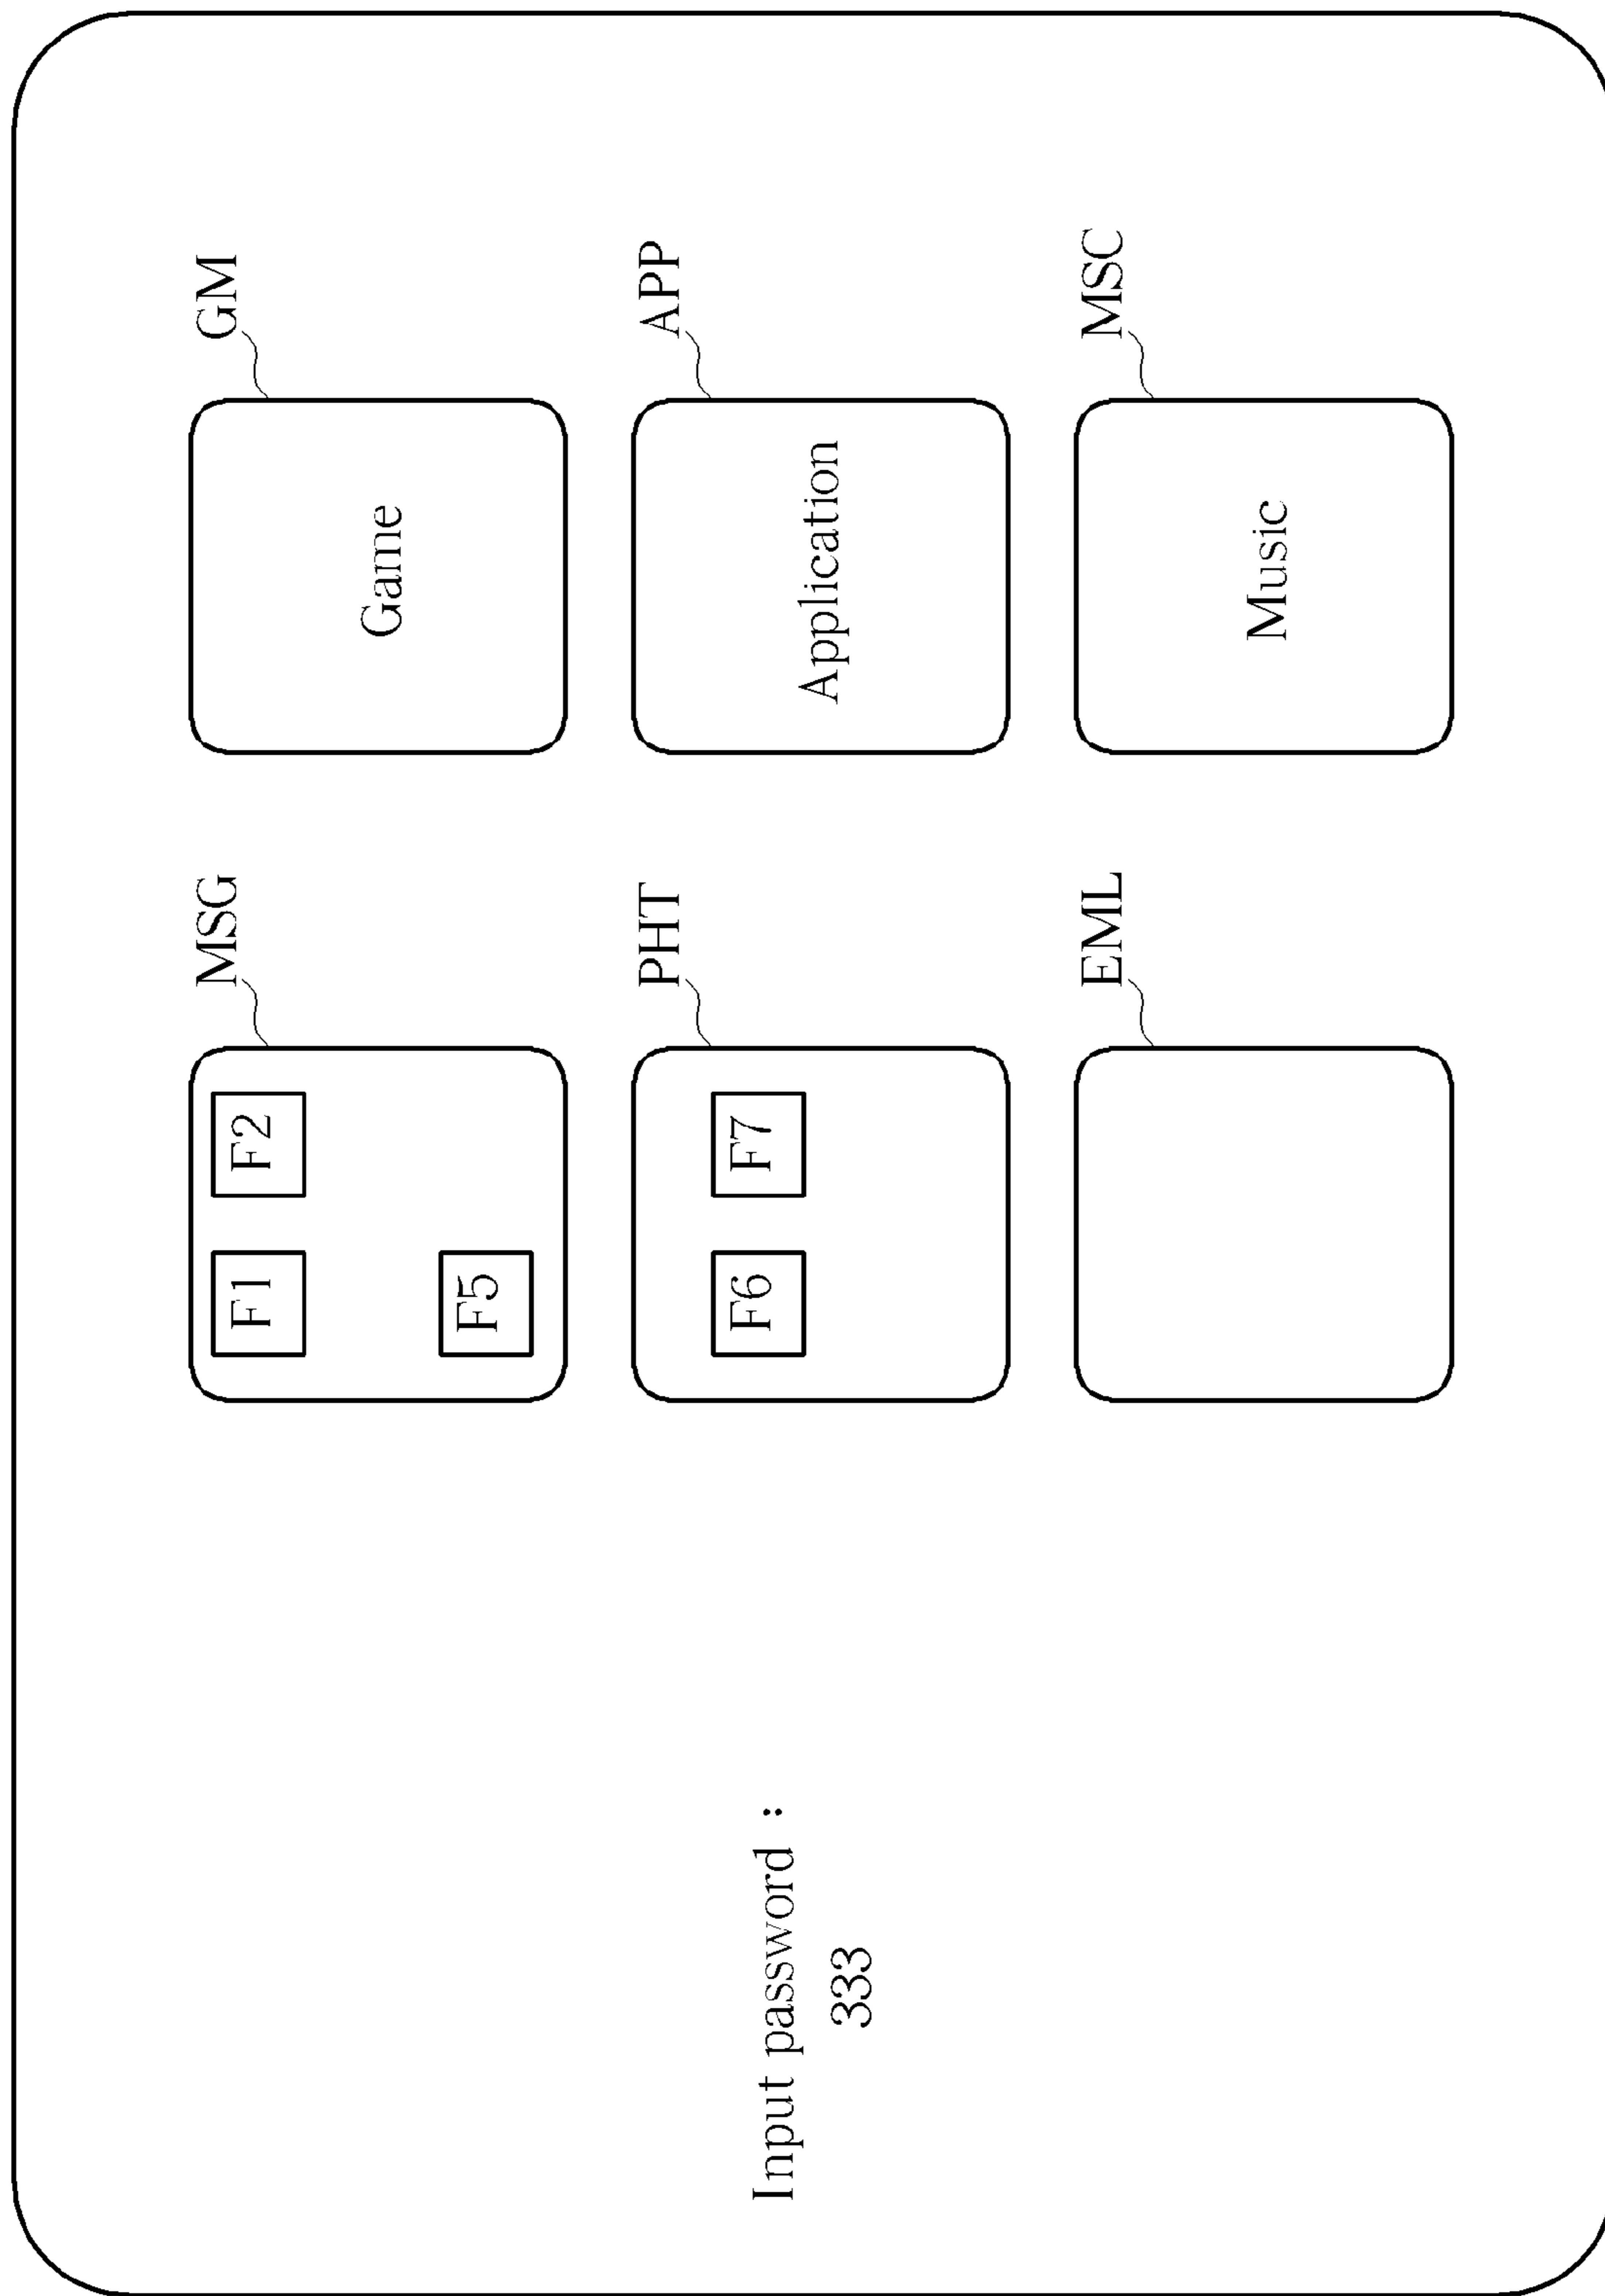 MSG
GM
F1
F2
F5
Game
PHT
APP
F6
F7
Application
Input password :
333
EML
MSC
Music